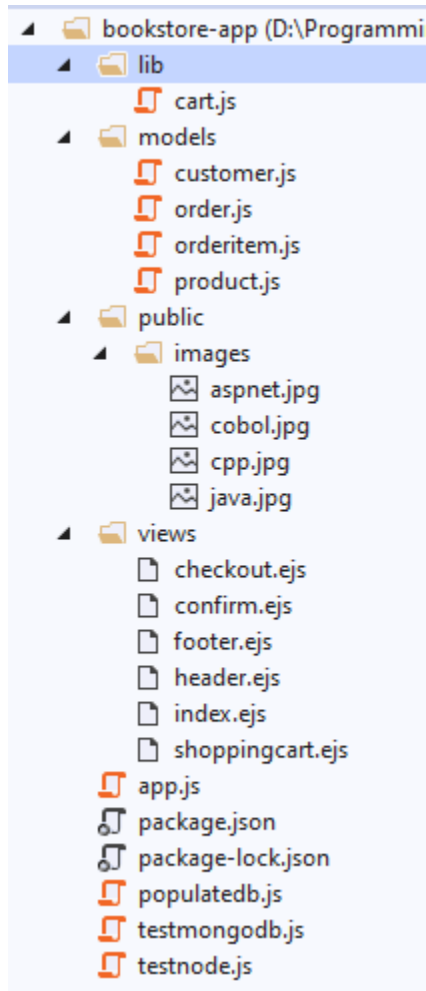 bookstore-app (D:\Programmi
lib
cart.js
models
customer.js
order.js
orderitem.js
product.js
public
images
aspnet.jpg
cobol.jpg
cpp.jpg
java.jpg
views
checkout.ejs
confirm.ejs
footer.ejs
header.ejs
index.ejs
shoppingcart.ejs
app.js
package.json
package-lock.json
populatedb.js
testmongodb.js
testnode.js